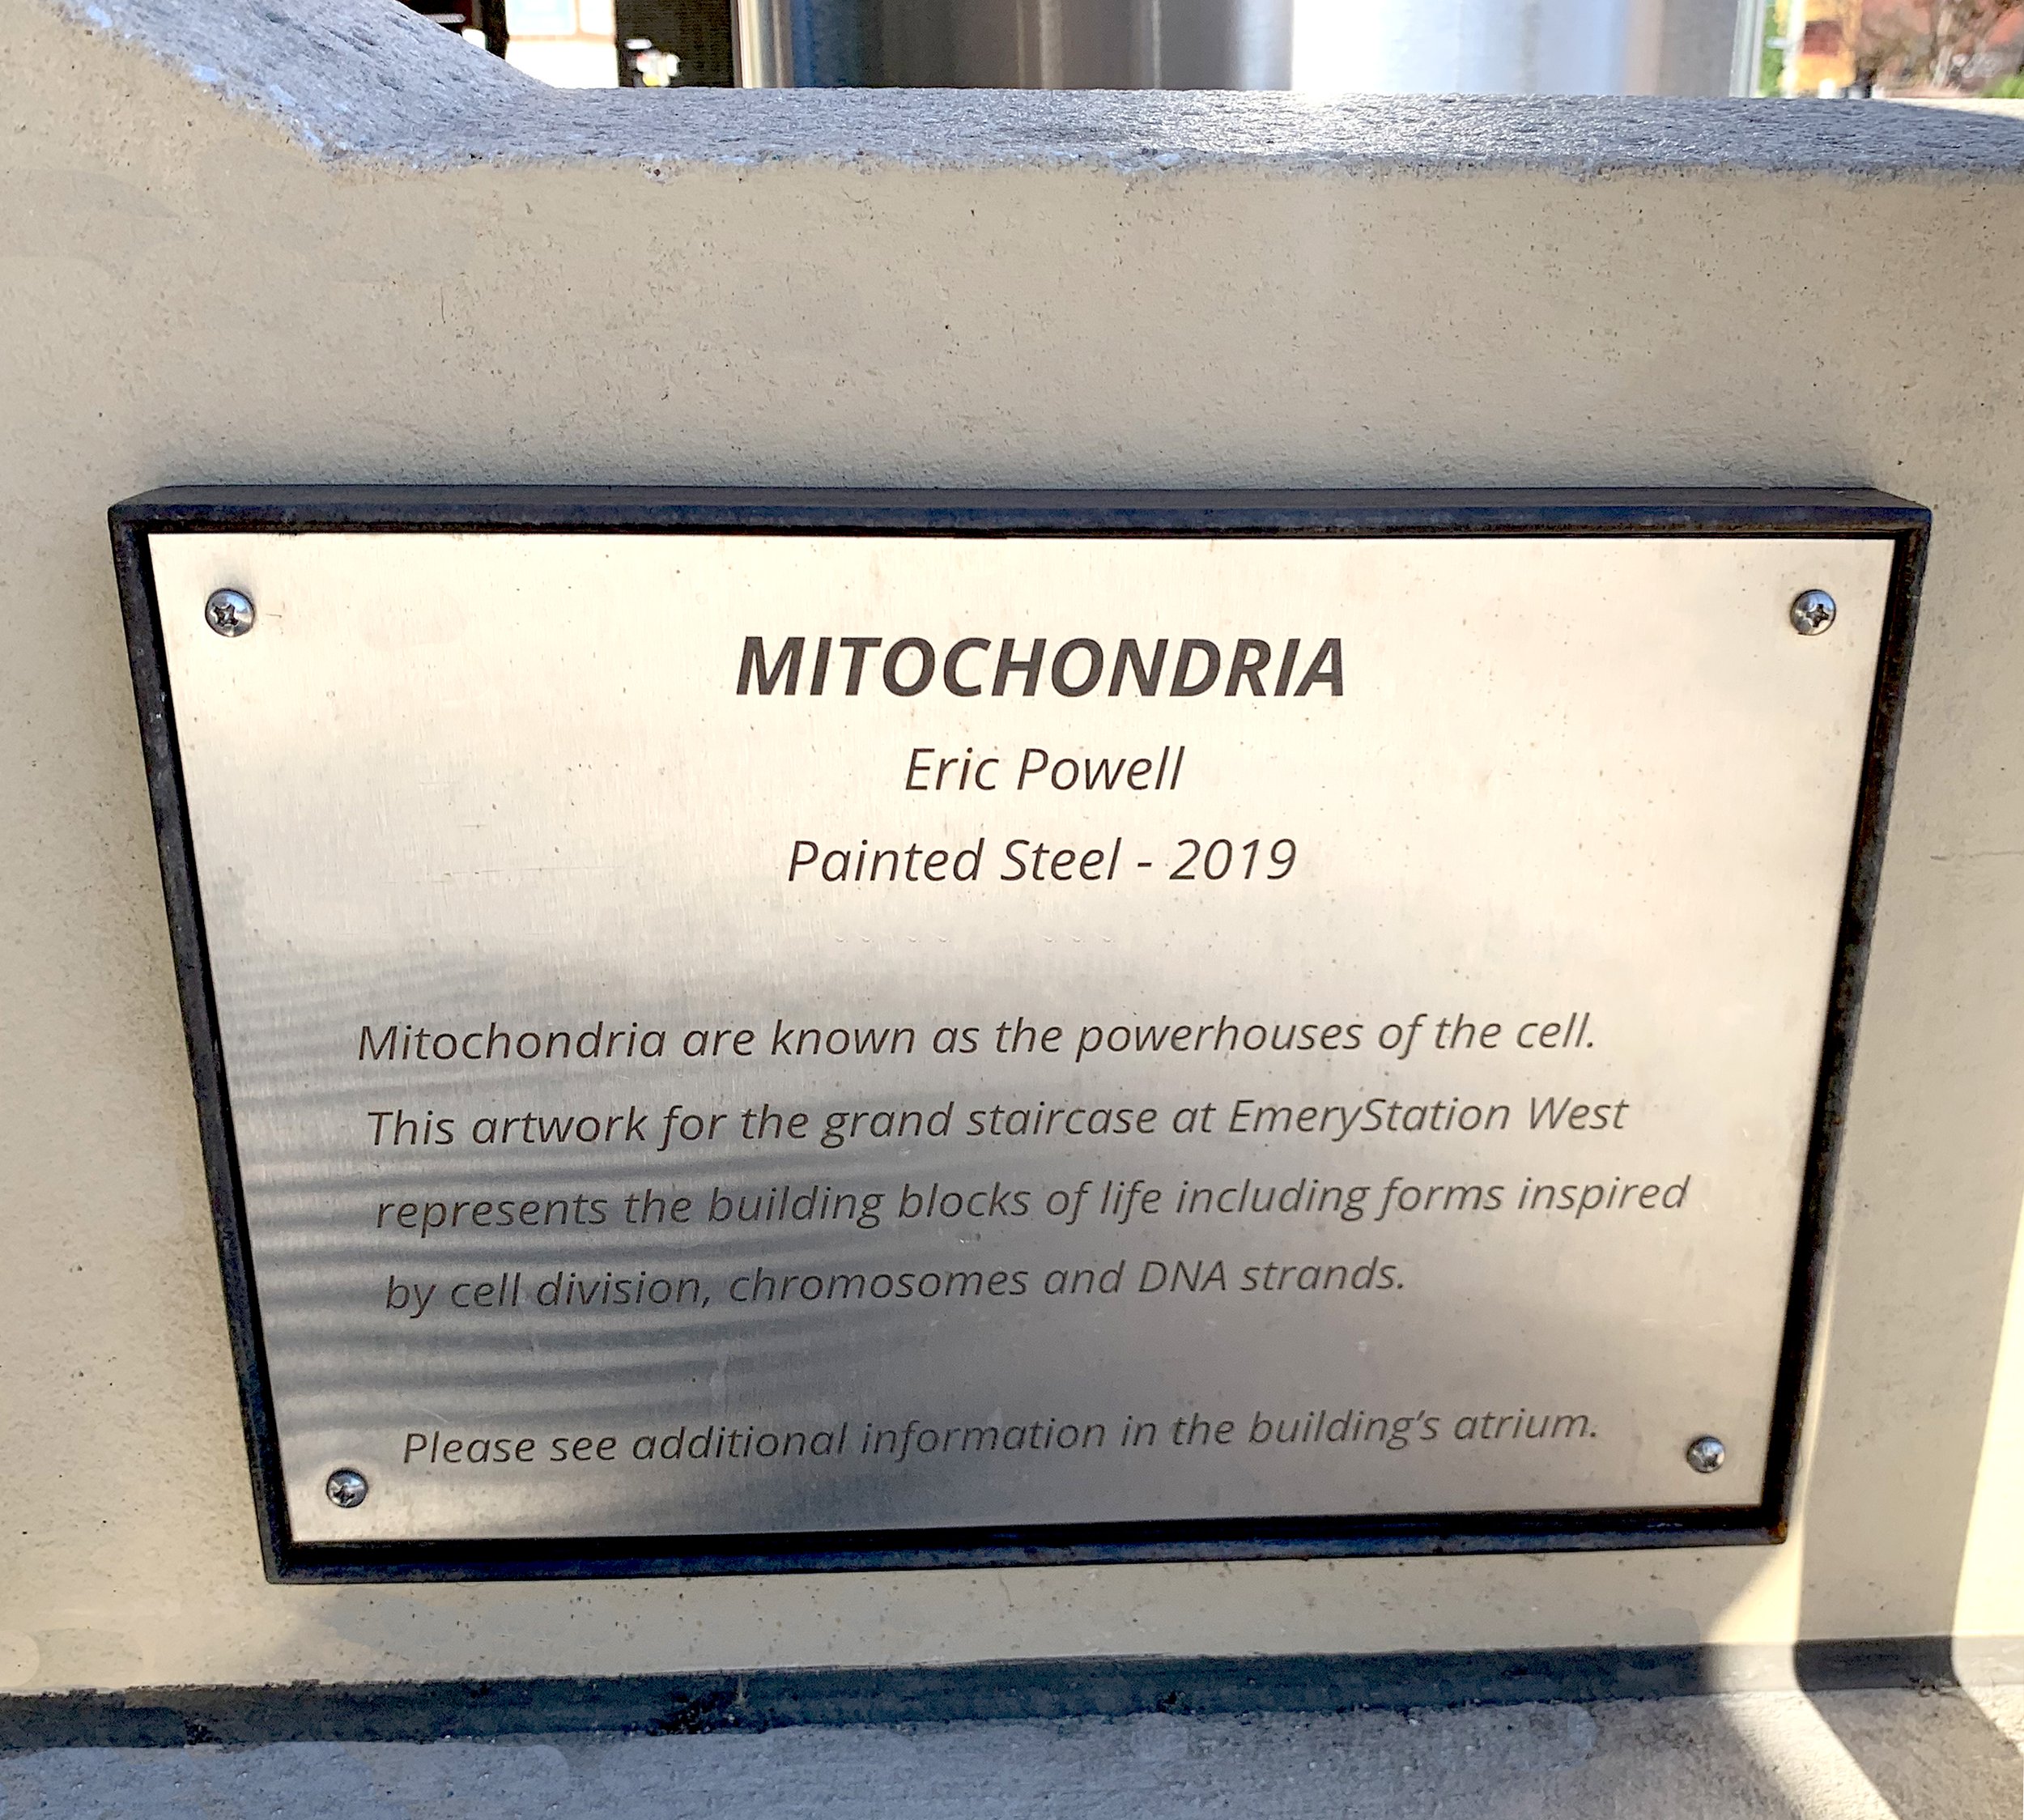 MITOCHONDRIA
Eric Powell
Painted Steel - 2019
Mitochondria are known as the powerhouses of the cell.
This artwork for the grand staircase at EmeryStation West
represents the building blocks of life including forms inspired
by cell division, chromosomes and DNA strands.
Please see additional information in the building’s atrium.